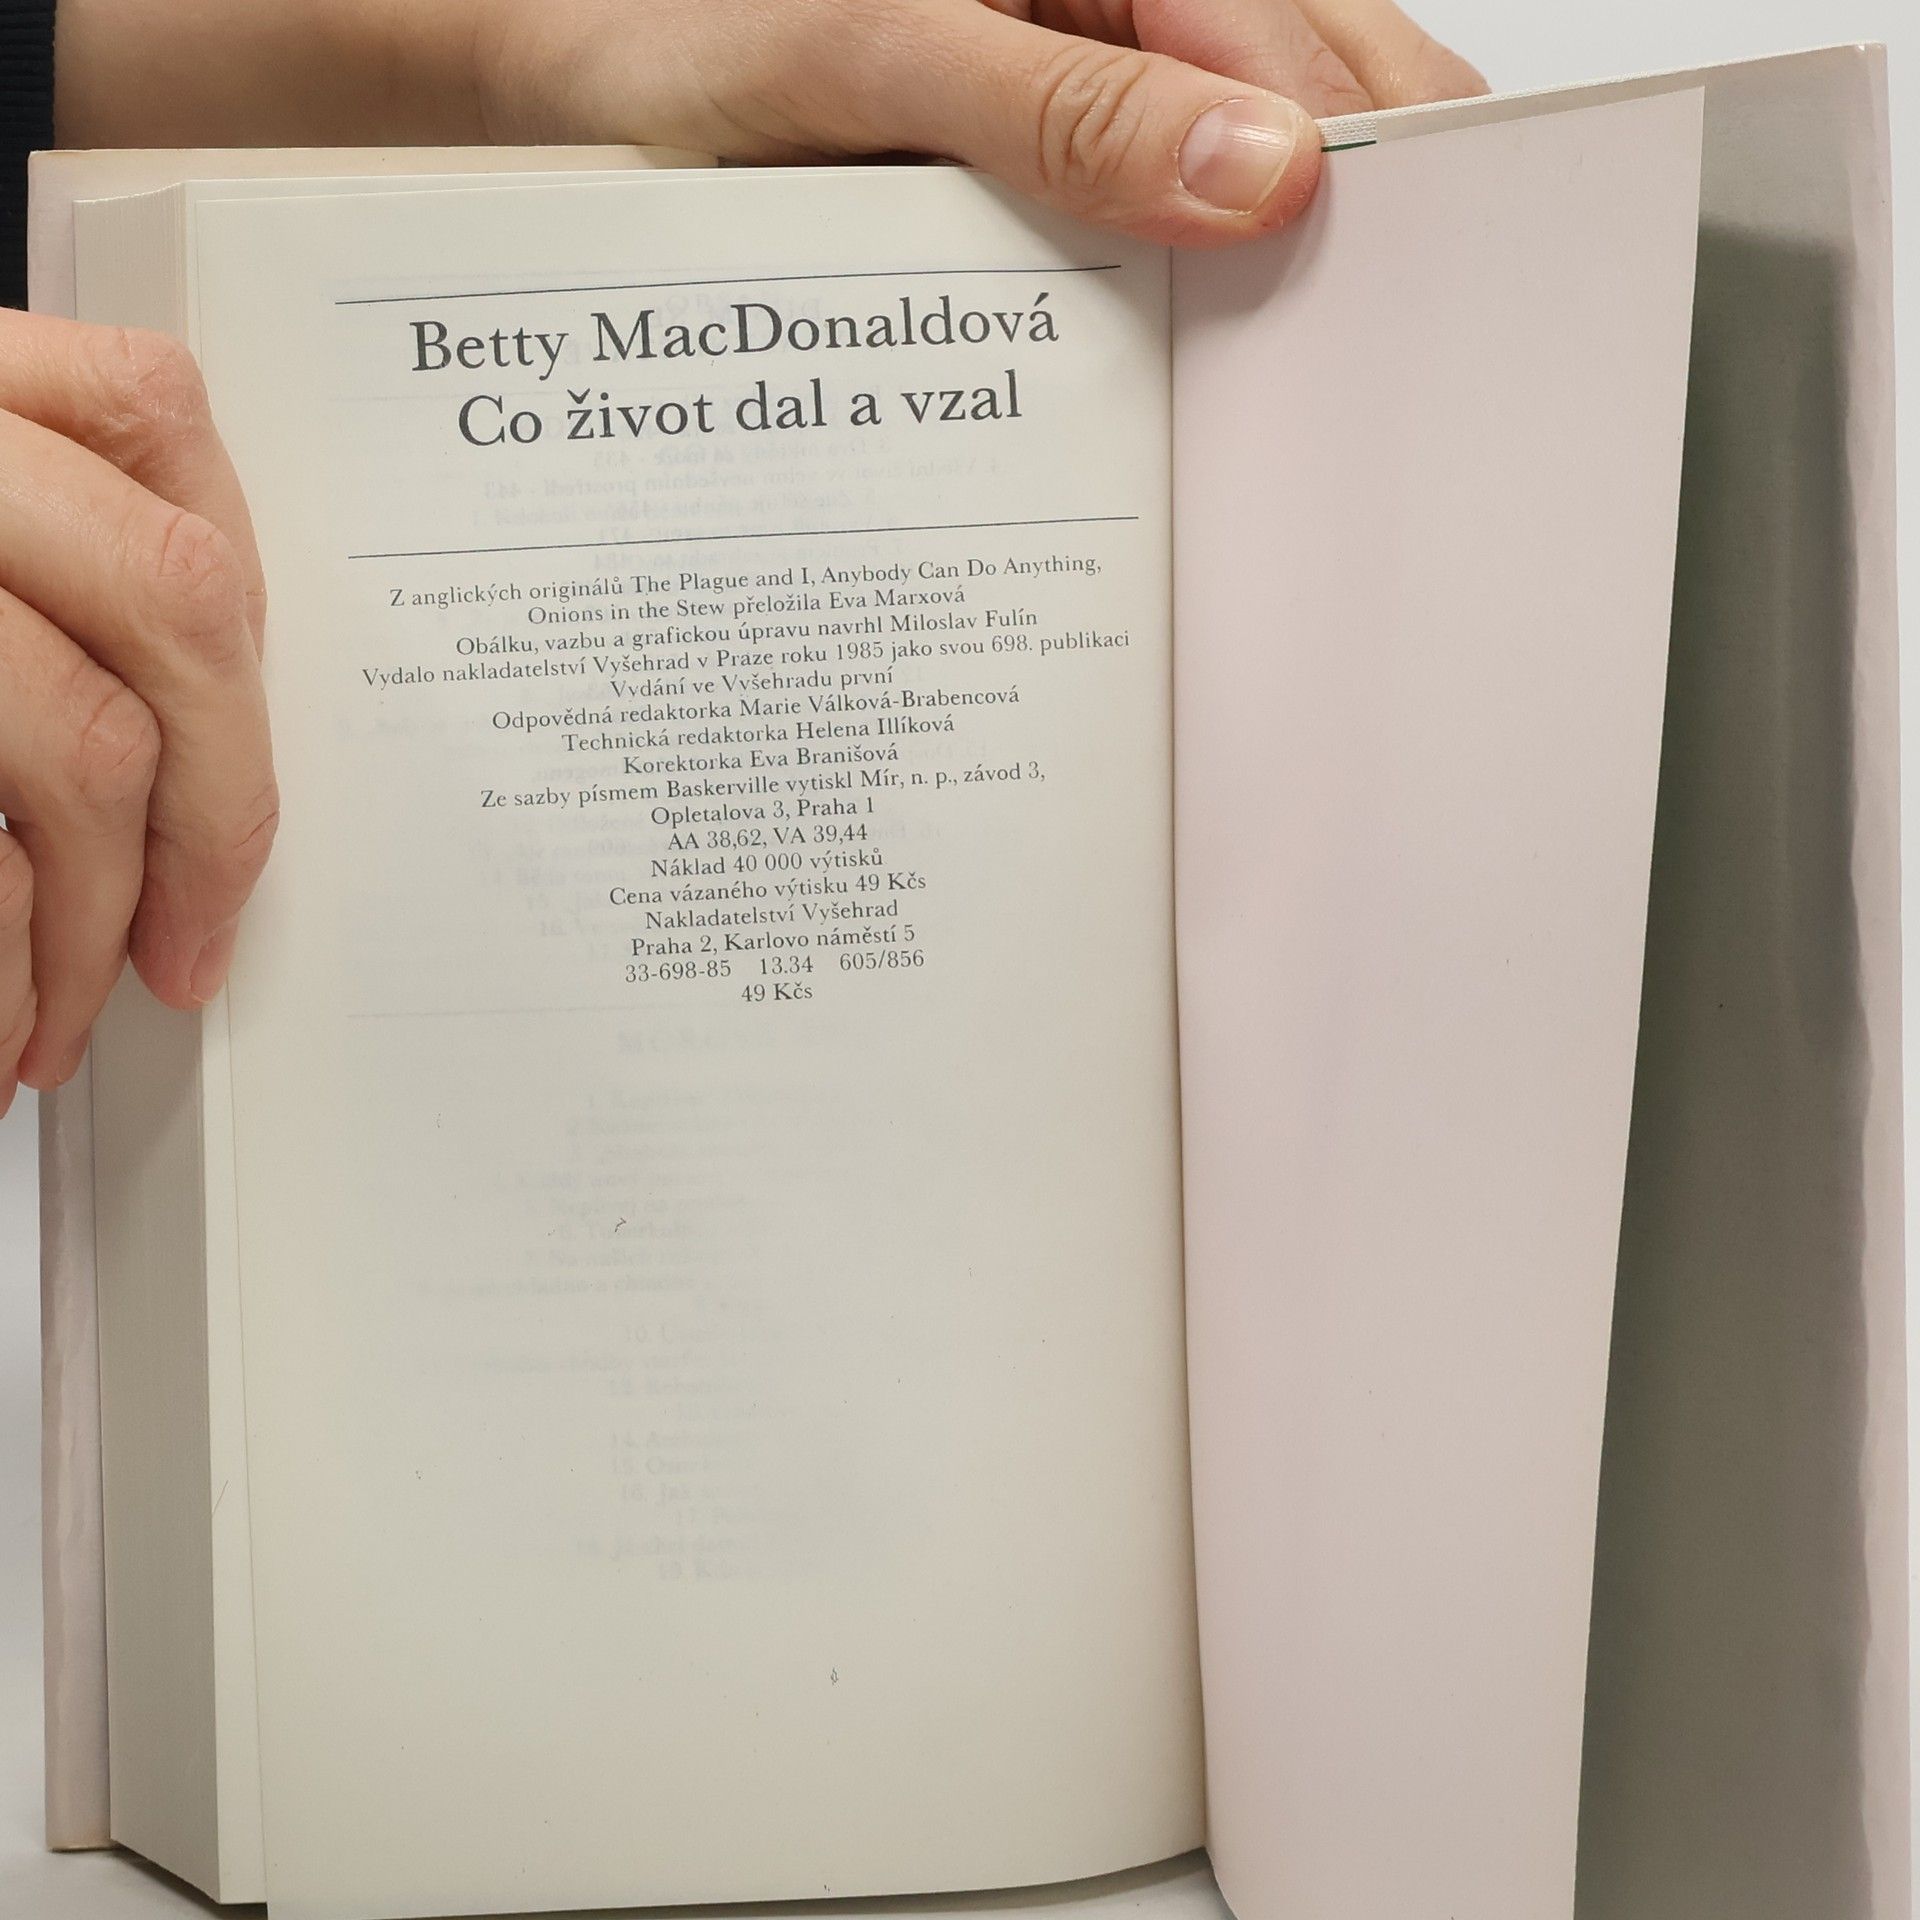 Betty MacDonaldová
Co život dal a vzal
Z anglických originálů The Plague and I, Anybody Can Do Anything,
Onions in the Stew přeložila Eva Marxová
Obálku, vazbu a grafickou úpravu navrhl Miloslav Fulín
Vydalo nakladatelství Vyšehrad v Praze roku 1985 jako svou 698. publikaci
Vydání ve Vyšehradu první
Odpovědná redaktorka Marie Válková-Brabencová
Technická redaktorka Helena Illíková
Korektorka Eva Branišová
Ze sazby písmem Baskerville vytiskl Mír, n. p., závod 3,
Opletalova 3, Praha 1
AA 38,62, VA 39,44
Náklad 40 000 výtisků
Cena vázaného výtisku 49 Kčs
Nakladatelství Vyšehrad
Praha 2, Karlovo náměstí 5
33-698-85 13.34 605/856
49 Kčs